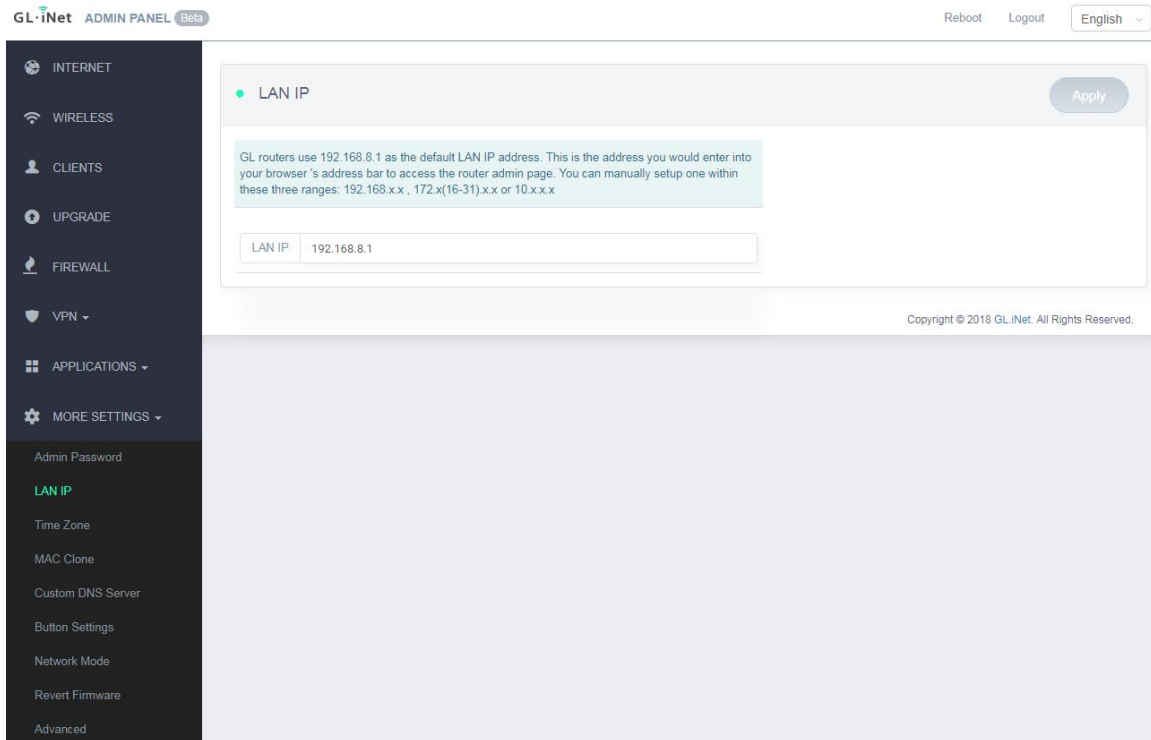 GL·iNet ADMIN PANEL Beta
Reboot Logout English
INTERNET
WIRELESS
CLIENTS
UPGRADE
FIREWALL
VPN
APPLICATIONS
MORE SETTINGS
Admin Password
LAN IP
Time Zone
MAC Clone
Custom DNS Server
Button Settings
Network Mode
Revert Firmware
Advanced
LAN IP
Apply
GL routers use 192.168.8.1 as the default LAN IP address. This is the address you would enter into
your browser 's address bar to access the router admin page. You can manually setup one within
these three ranges: 192.168.x.x , 172.x(16-31).x.x or 10.x.x.x
LAN IP 192.168.8.1
Copyright © 2018 GL.iNet. All Rights Reserved.